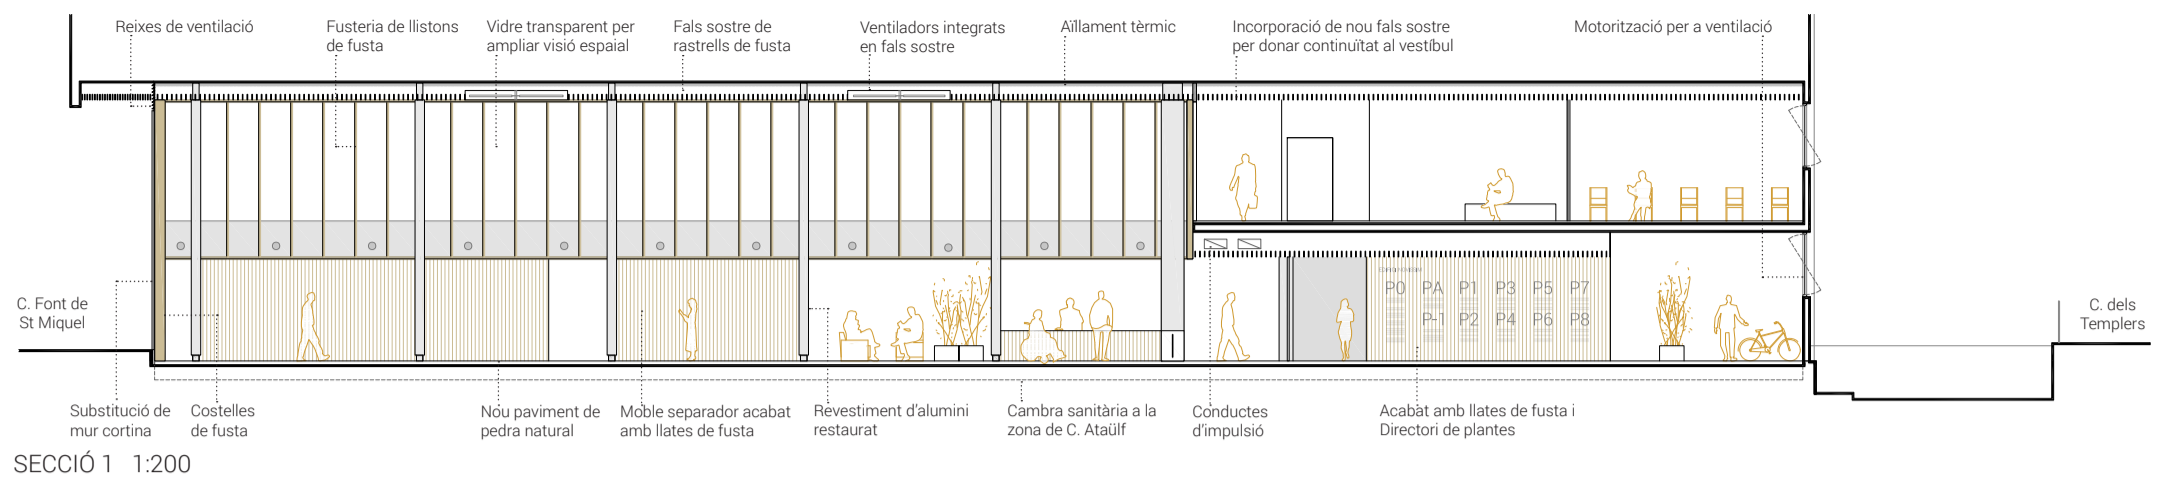 Reixes de ventilació
Fusteria de llistons
de fusta
Vidre transparent per
ampliar visió espaial
Fals sostre de
rastrells de fusta
Ventiladors integrats
en fals sostre
Aïllament tèrmic
Incorporació de nou fals sostre
per donar continuïtat al vestíbul
Motorització per a ventilació
C. Font de
St Miquel
P0 PA P1 P3 P5 P7
P-1 P2 P4 P6 P8
C. dels
Templers
Substitució de
mur cortina
Costelles
de fusta
Nou paviment de
pedra natural
Moble separador acabat
amb llates de fusta
Revestiment d'alumini
restaurat
Cambra sanitària a la
zona de C. Ataülf
Conductes
d'impulsió
Acabat amb llates de fusta i
Directori de plantes
SECCIÓ 1 1:200